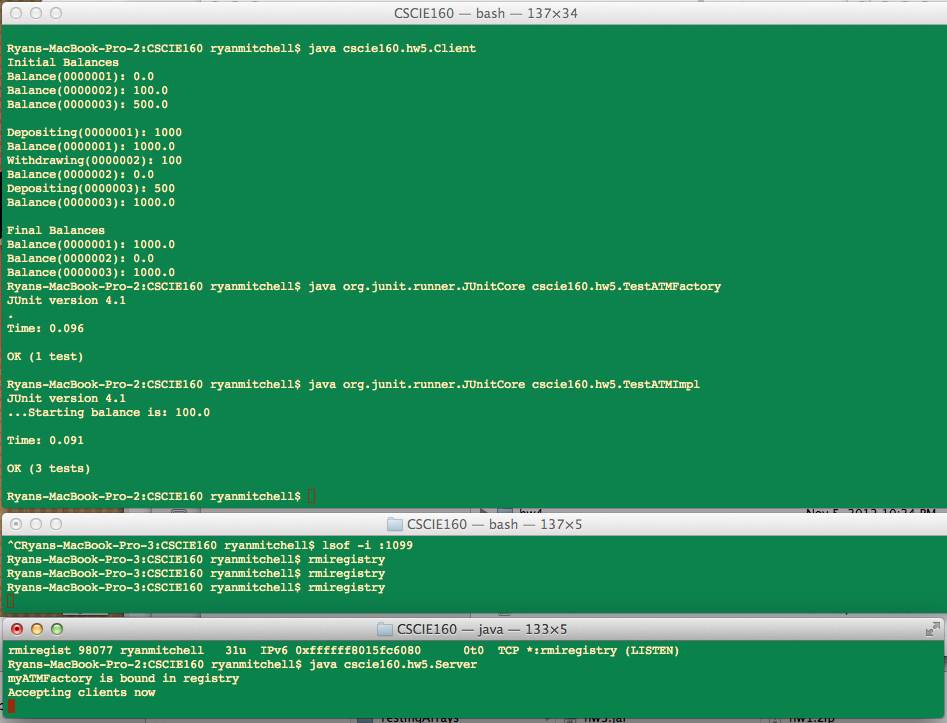 CSCIE160 — bash — 137×34
Ryans-MacBook-Pro-2:CSCIE160 ryanmitchell$ java cscie160.hw5.Client
Initial Balances
Balance(0000001): 0.0
Balance(0000002): 100.0
Balance(0000003): 500.0
Depositing(0000001): 1000
Balance(0000001): 1000.0
Withdrawing(0000002): 100
Balance(0000002): 0.0
Depositing(0000003): 500
Balance(0000003): 1000.0
Final Balances
Balance(0000001): 1000.0
Balance(0000002): 0.0
Balance(0000003): 1000.0
Ryans-MacBook-Pro-2:CSCIE160 ryanmitchell$ java org.junit.runner.JUnitCore cscie160.hw5.TestATMFactory
JUnit version 4.1
.
Time: 0.096
OK (1 test)
Ryans-MacBook-Pro-2:CSCIE160 ryanmitchell$ java org.junit.runner.JUnitCore cscie160.hw5.TestATMImpl
JUnit version 4.1
...Starting balance is: 100.0
Time: 0.091
OK (3 tests)
Ryans-MacBook-Pro-2:CSCIE160 ryanmitchell$
CSCIE160 — bash — 137×5
^CRyans-MacBook-Pro-3:CSCIE160 ryanmitchell$ lsof -i :1099
Ryans-MacBook-Pro-3:CSCIE160 ryanmitchell$ rmiregistry
Ryans-MacBook-Pro-3:CSCIE160 ryanmitchell$ rmiregistry
Ryans-MacBook-Pro-3:CSCIE160 ryanmitchell$ rmiregistry
CSCIE160 — java — 133×5
rmiregist 98077 ryanmitchell 31u IPv6 0xffffff8015fc6080 0t0 TCP *:rmiregistry (LISTEN)
Ryans-MacBook-Pro-2:CSCIE160 ryanmitchell$ java cscie160.hw5.Server
myATMFactory is bound in registry
Accepting clients now
TestingArrays
hw3.jar
hw1.zip